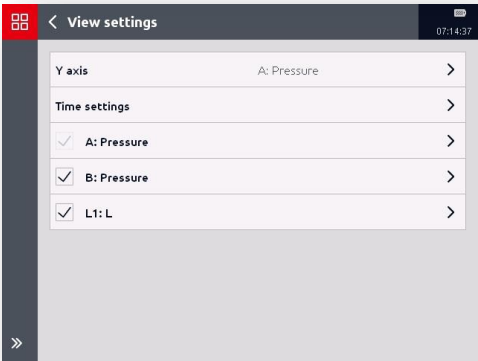 View settings
07:14:37
Y axis A: Pressure
Time settings
A: Pressure
B: Pressure
L1: L